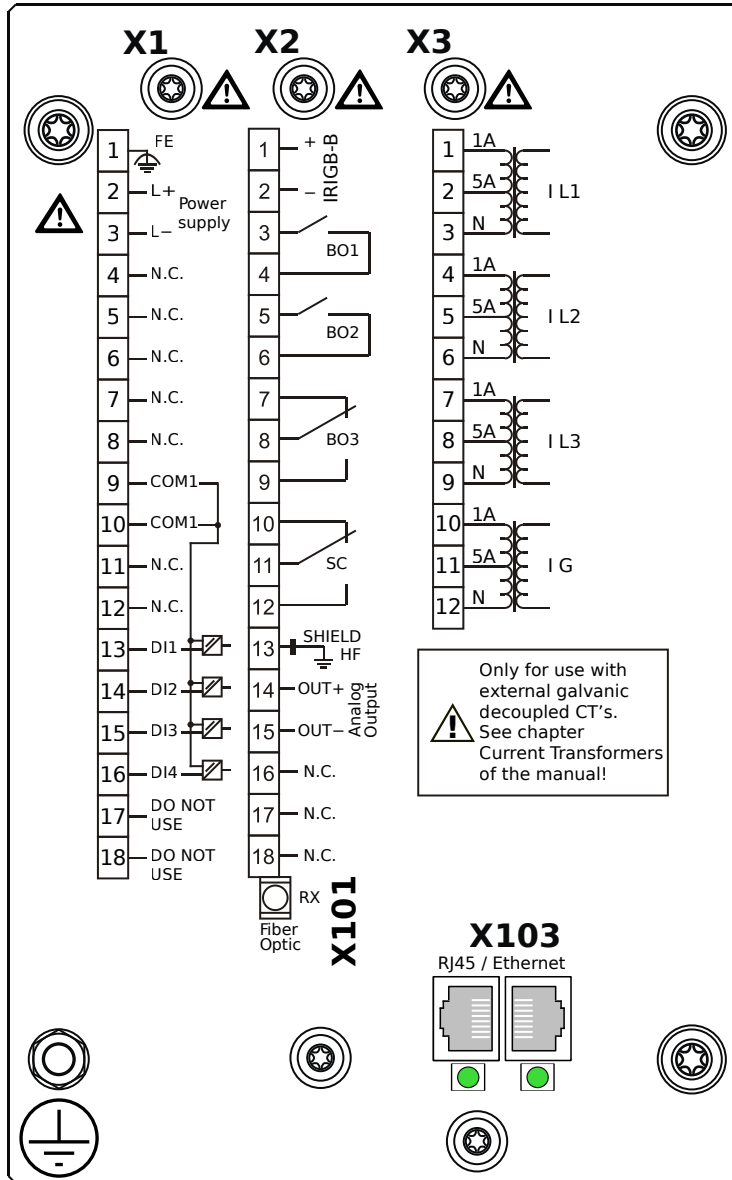 X1 X2 X3
1 FE
2 L+
Power
supply
3 L−
4 N.C.
5 N.C.
6 N.C.
7 N.C.
8 N.C.
9 COM1
10 COM1
11 N.C.
12 N.C.
13 DI1
14 DI2
15 DI3
16 DI4
17 DO NOT
USE
18 DO NOT
USE
1 +
IRIGB-B
2 −
3
BO1
4
5
BO2
6
7
8 BO3
9
10
11 SC
12
13 SHIELD
HF
14 OUT+
Analog
Output
15 OUT−
16 N.C.
17 N.C.
18 N.C.
RX
Fiber
Optic
X101
1 1A
2 5A I L1
3 N
4 1A
5 5A I L2
6 N
7 1A
8 5A I L3
9 N
10 1A
11 5A I G
12 N
Only for use with
external galvanic
decoupled CT's.
See chapter
Current Transformers
of the manual!
X103
RJ45 / Ethernet